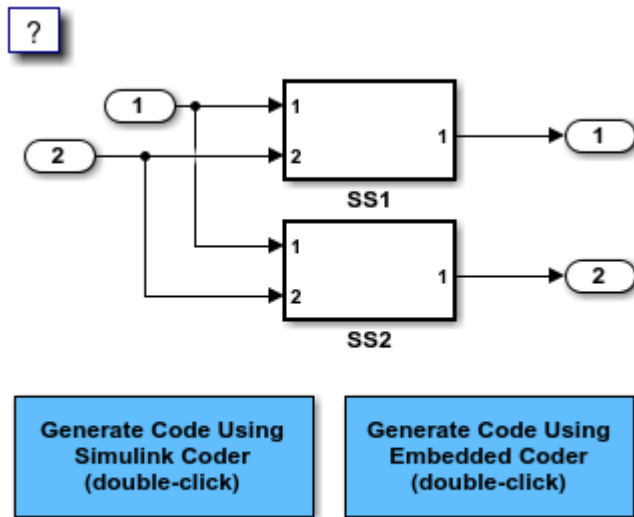 ?
1
1
1
1
2
2
SS1
1
1
2
2
SS2
Generate Code Using
Simulink Coder
(double-click)
Generate Code Using
Embedded Coder
(double-click)